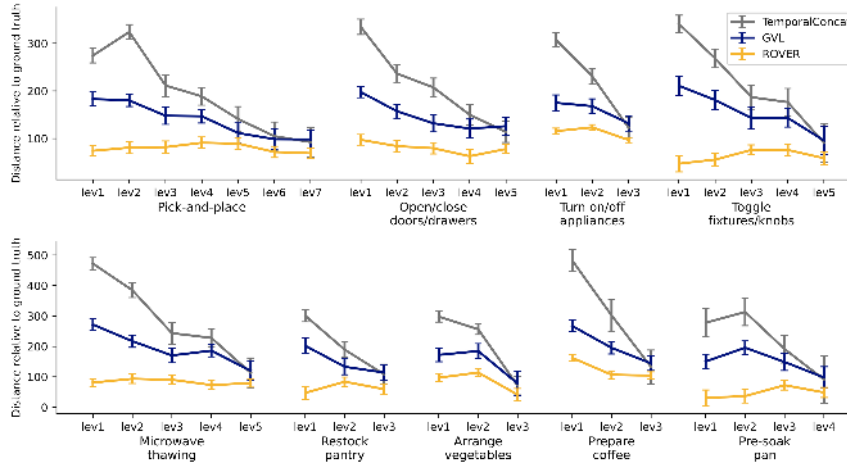 Distance relative to ground truth
300
200
100
TemporalConcat
GVL
ROVER
lev1 lev2 lev3 lev4 lev5 lev6 lev7
Pick-and-place
lev1 lev2 lev3 lev4 lev5
Open/close
doors/drawers
lev1 lev2 lev3
Turn on/off
appliances
lev1 lev2 lev3 lev4 lev5
Toggle
fixtures/knobs
Distance relative to ground truth
500
400
300
200
100
0
lev1 lev2 lev3 lev4 lev5
Microwave
thawing
lev1 lev2 lev3
Restock
pantry
lev1 lev2 lev3
Arrange
vegetables
lev1 lev2 lev3
Prepare
coffee
lev1 lev2 lev3 lev4
Pre-soak
pan